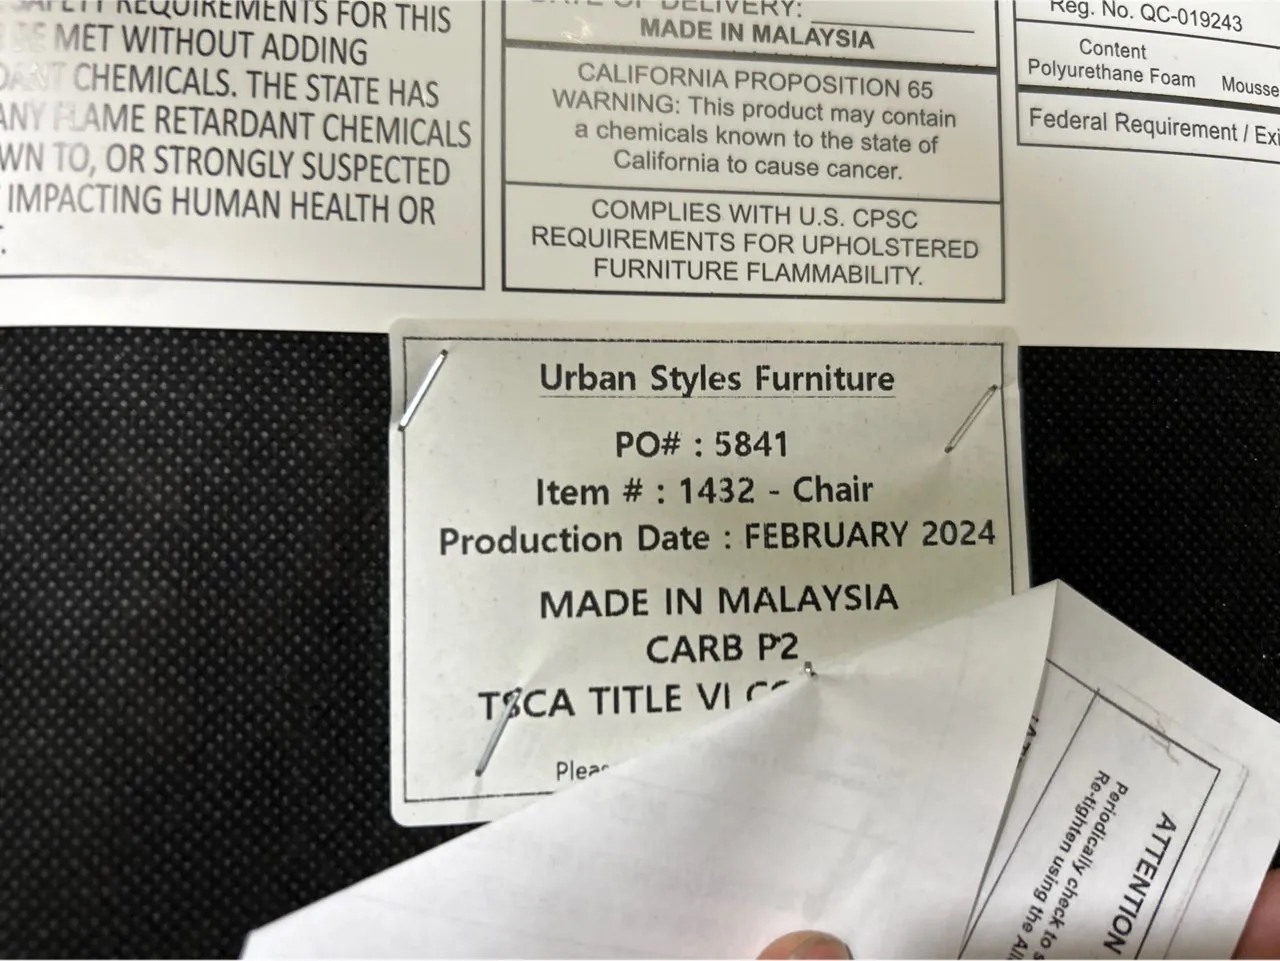 SAFETY REQUIREMENTS FOR THIS
BE MET WITHOUT ADDING
CHEMICALS. THE STATE HAS
ANY FLAME RETARDANT CHEMICALS
TO, OR STRONGLY SUSPECTED
IMPACTING HUMAN HEALTH OR
DATE OF DELIVERY:
MADE IN MALAYSIA
CALIFORNIA PROPOSITION 65
WARNING: This product may contain
a chemicals known to the state of
California to cause cancer.
COMPLIES WITH U.S. CPSC
REQUIREMENTS FOR UPHOLSTERED
FURNITURE FLAMMABILITY.
Reg. No. QC-019243
Content
Polyurethane Foam Mousse
Federal Requirement /
Urban Styles Furniture
PO# : 5841
Item # : 1432 - Chair
Production Date : FEBRUARY 2024
MADE IN MALAYSIA
CARB P2
TSCA TITLE VI
ATTENTION
Periodically check to
Re-tighten using the